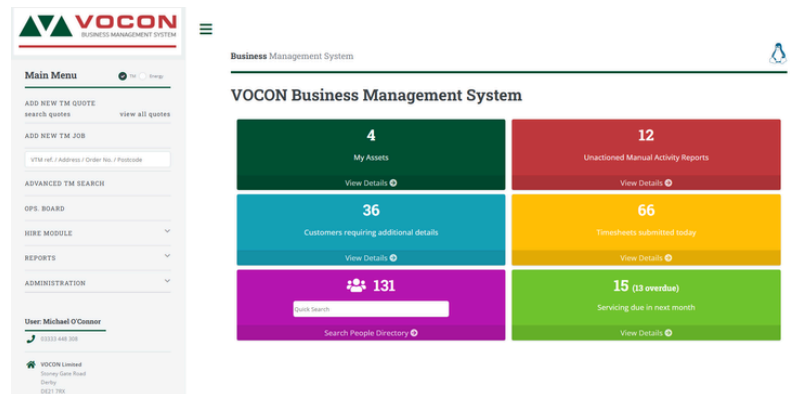 VOCON
BUSINESS MANAGEMENT SYSTEM
Main Menu
TM
Energy
ADD NEW TM QUOTE
search quotes view all quotes
ADD NEW TM JOB
VTM ref. / Address / Order No. / Postcode
ADVANCED TM SEARCH
OPS. BOARD
HIRE MODULE
REPORTS
ADMINISTRATION
User: Michael O'Connor
03333 448 308
VOCON Limited
Stoney Gate Road
Derby
DE21 7RX
Business Management System
VOCON Business Management System
4
My Assets
View Details
12
Unactioned Manual Activity Reports
View Details
36
Customers requiring additional details
View Details
66
Timesheets submitted today
View Details
131
Quick Search
Search People Directory
15 (13 overdue)
Servicing due in next month
View Details